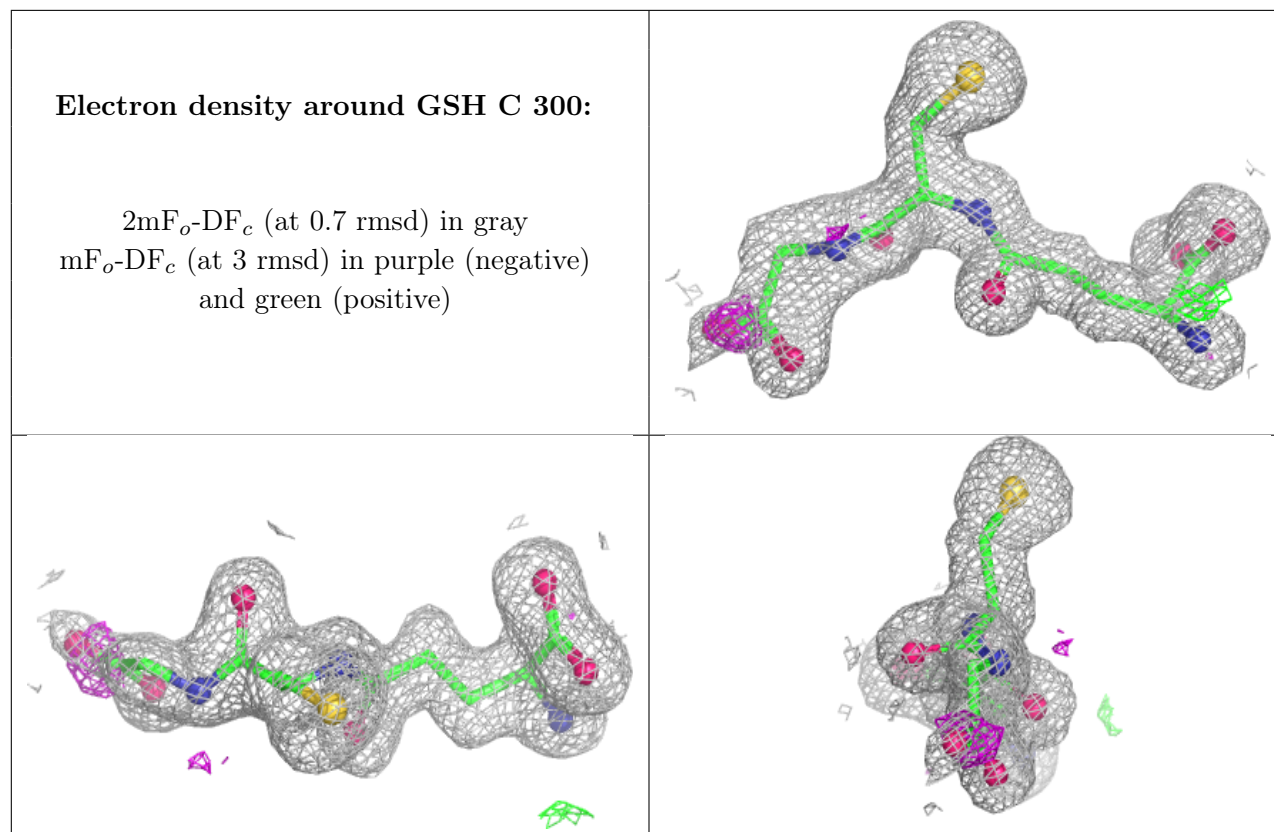 Electron density around GSH C 300:
2mFo-DFc (at 0.7 rmsd) in gray
mFo-DFc (at 3 rmsd) in purple (negative)
and green (positive)